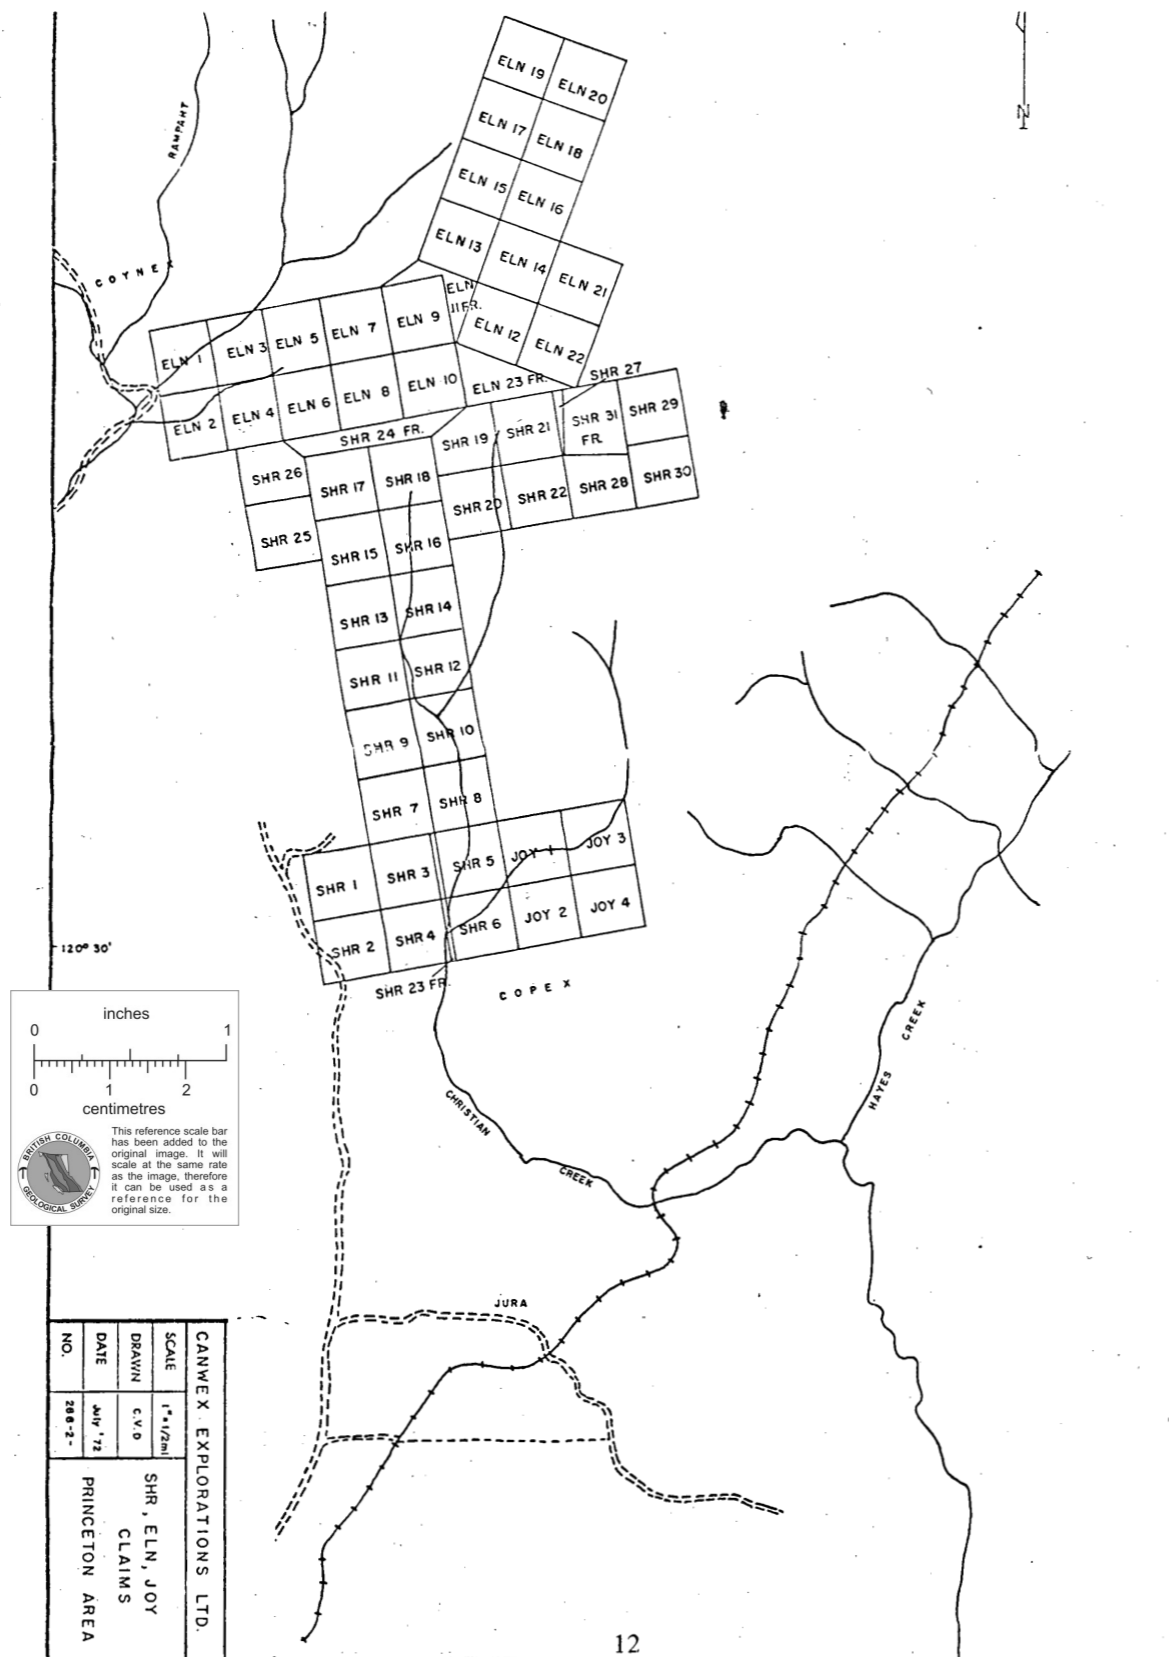 N
ELN 19
ELN 20
ELN 17
ELN 18
ELN 15
ELN 16
ELN 13
ELN 14
ELN 21
ELN
11FR.
ELN 12
ELN 22
RAMPAHT
COYNEX
ELN 1
ELN 3
ELN 5
ELN 7
ELN 9
ELN 2
ELN 4
ELN 6
ELN 8
ELN 10
ELN 23 FR.
SHR 27
SHR 24 FR.
SHR 19
SHR 21
SHR 31
FR.
SHR 29
SHR 26
SHR 17
SHR 18
SHR 20
SHR 22
SHR 28
SHR 30
SHR 25
SHR 15
SHR 16
SHR 13
SHR 14
SHR 11
SHR 12
SHR 9
SHR 10
SHR 7
SHR 8
SHR 1
SHR 3
SHR 5
JOY 1
JOY 3
SHR 2
SHR 4
SHR 6
JOY 2
JOY 4
SHR 23 FR.
COPEX
120° 30'
inches
0 1
0 1 2
centimetres
This reference scale bar
has been added to the
original image. It will
scale at the same rate
as the image, therefore
it can be used as a
reference for the
original size.
BRITISH COLUMBIA
GEOLOGICAL SURVEY
CHRISTIAN
CREEK
HAYES
CREEK
JURA
CANWEX EXPLORATIONS LTD.
SCALE 1"=1/2mi
DRAWN C.V.D
DATE July '72
NO. 266-2-
SHR, ELN, JOY
CLAIMS
PRINCETON AREA
12